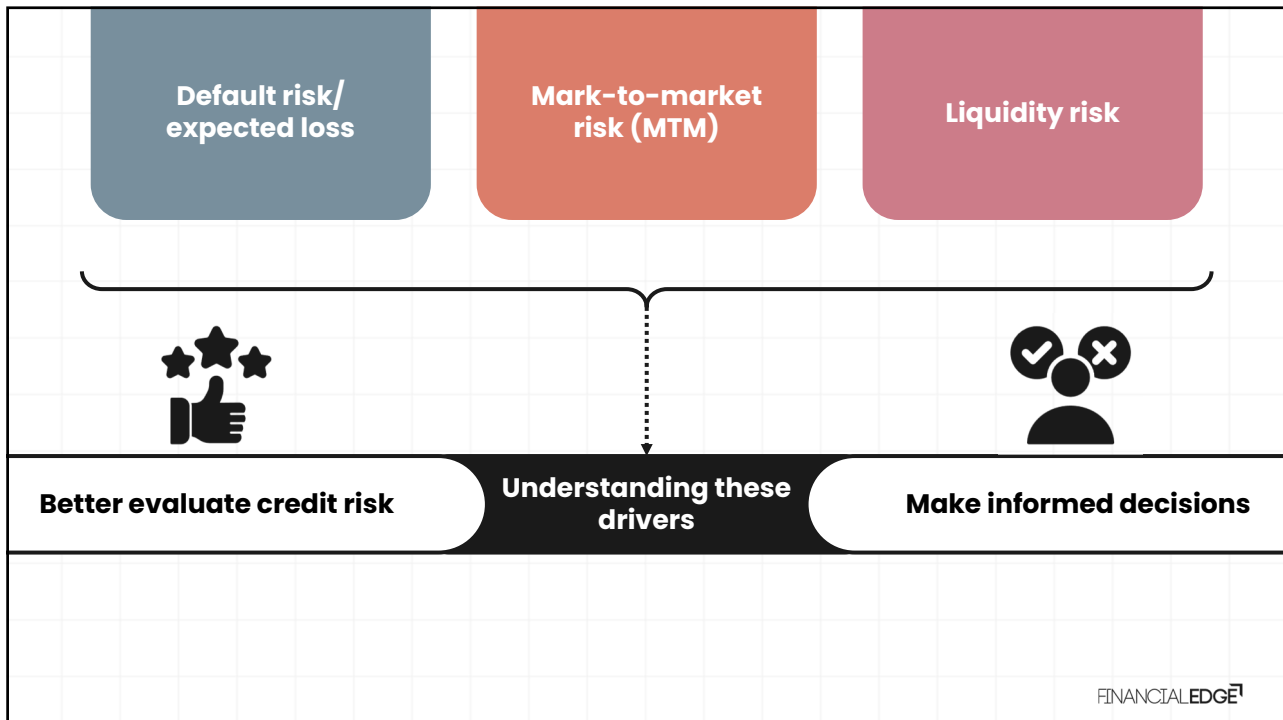 Default risk/
expected loss
Mark-to-market
risk (MTM)
Liquidity risk
Better evaluate credit risk
Understanding these
drivers
Make informed decisions
FINANCIALEDGE